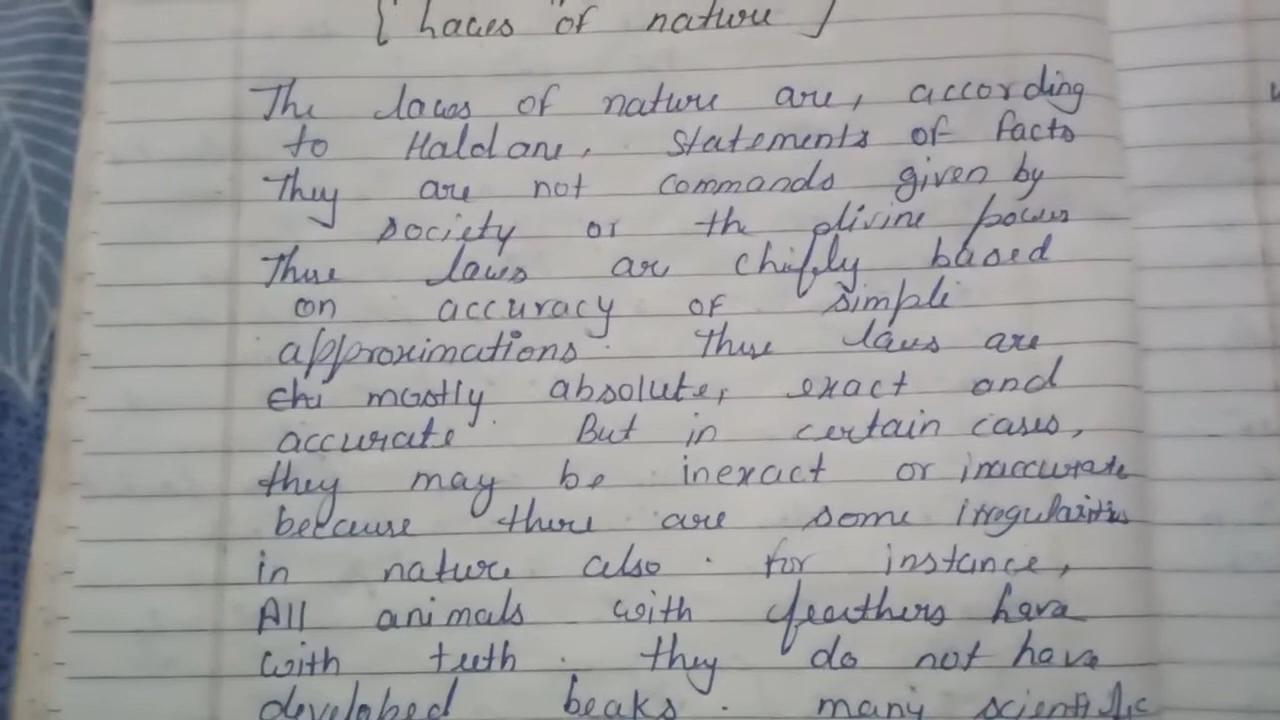 [ Laws of nature ]
The laws of nature are, according
to Haldane, statements of facts
They are not commands given by
society or the divine power
These laws are chiefly based
on accuracy of simple
approximations. These laws are
mostly absolute, exact and
accurate. But in certain cases,
they may be inexact or inaccurate
because there are some irregularities
in nature also. for instance,
All animals with feathers have
with teeth. they do not have
developed beaks. many scientific